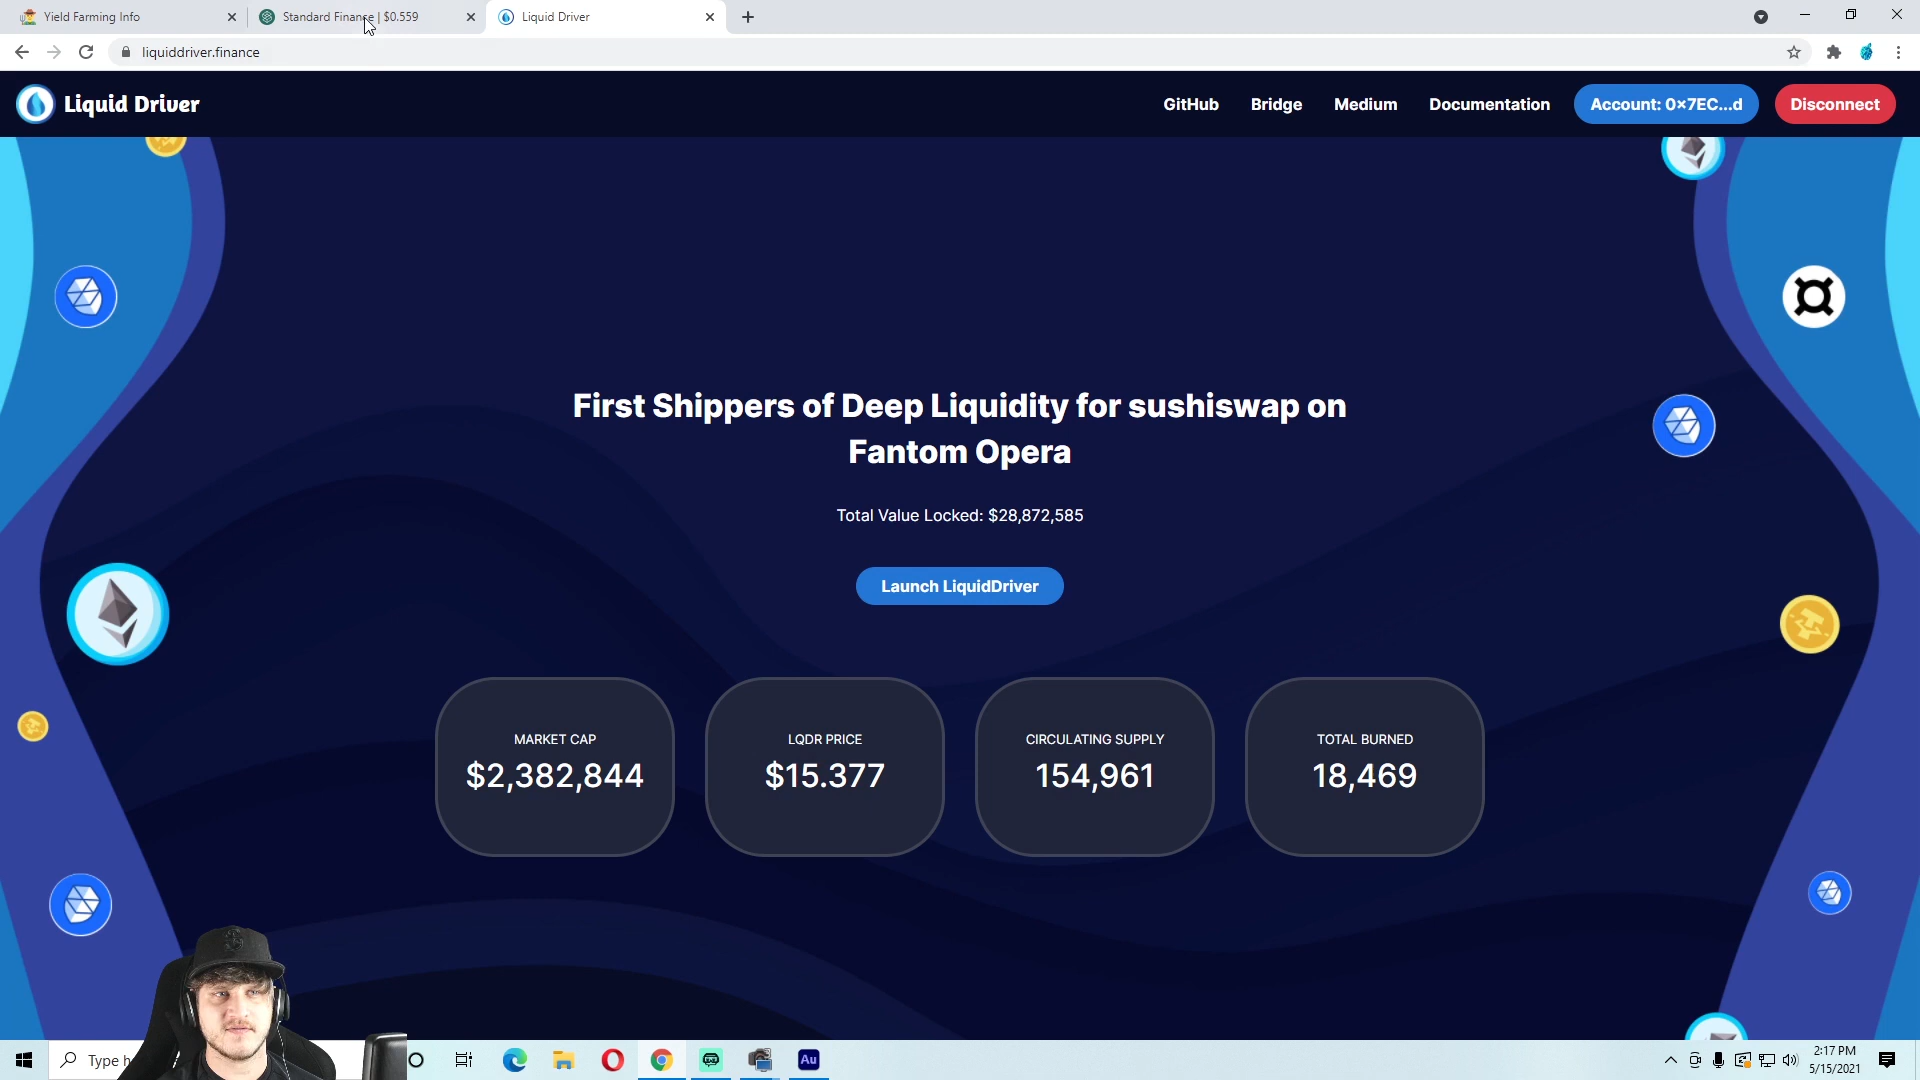 Yield Farming Info
Standard Finance | $0.559
Liquid Driver
liquiddriver.finance
Liquid Driver
GitHub
Bridge
Medium
Documentation
Account: 0x7EC...d
Disconnect
First Shippers of Deep Liquidity for sushiswap on
Fantom Opera
Total Value Locked: $28,872,585
Launch LiquidDriver
MARKET CAP
$2,382,844
LQDR PRICE
$15.377
CIRCULATING SUPPLY
154,961
TOTAL BURNED
18,469
Type h
Au
2:17 PM
5/15/2021